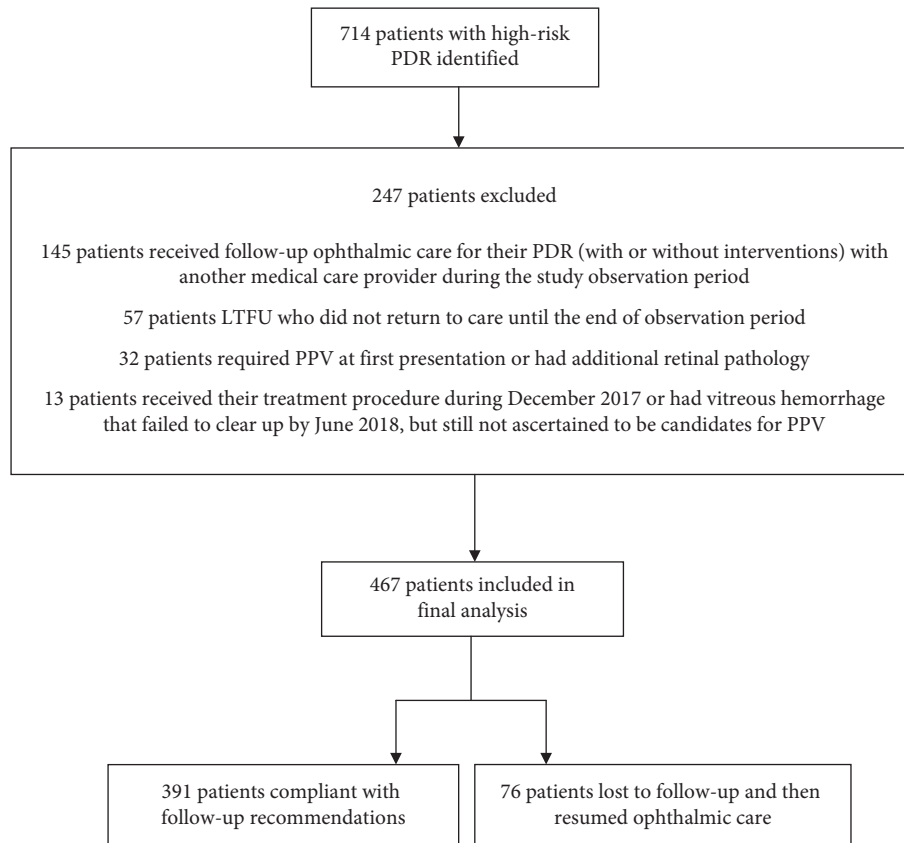 714 patients with high-risk
PDR identified
247 patients excluded
145 patients received follow-up ophthalmic care for their PDR (with or without interventions) with
another medical care provider during the study observation period
57 patients LTFU who did not return to care until the end of observation period
32 patients required PPV at first presentation or had additional retinal pathology
13 patients received their treatment procedure during December 2017 or had vitreous hemorrhage
that failed to clear up by June 2018, but still not ascertained to be candidates for PPV
467 patients included in
final analysis
391 patients compliant with
follow-up recommendations
76 patients lost to follow-up and then
resumed ophthalmic care